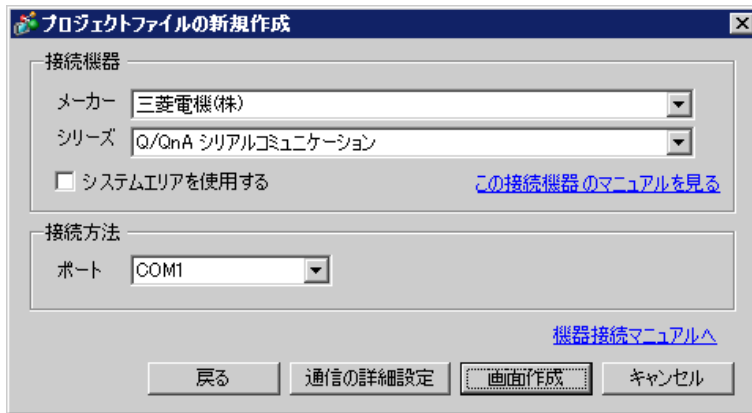 プロジェクトファイルの新規作成
接続機器
メーカー 三菱電機(株)
シリーズ Q/QnA シリアルコミュニケーション
システムエリアを使用する この接続機器のマニュアルを見る
接続方法
ポート COM1
機器接続マニュアルへ
戻る 通信の詳細設定 画面作成 キャンセル